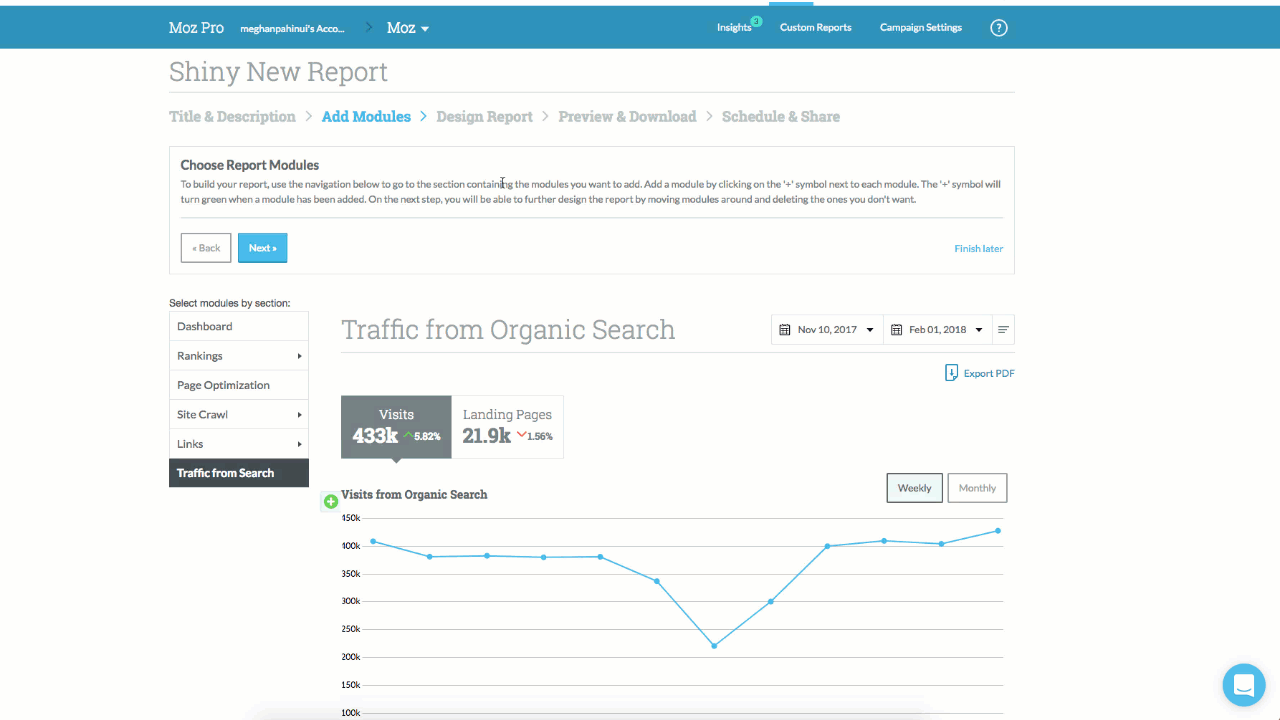 Moz Pro meghanpahinui's Acco... Moz Insights 3 Custom Reports Campaign Settings ?
Shiny New Report
Title & Description > Add Modules > Design Report > Preview & Download > Schedule & Share
Choose Report Modules
To build your report, use the navigation below to go to the section containing the modules you want to add. Add a module by clicking on the '+' symbol next to each module. The '+' symbol will
turn green when a module has been added. On the next step, you will be able to further design the report by moving modules around and deleting the ones you don't want.
« Back Next » Finish later
Select modules by section:
Dashboard
Rankings
Page Optimization
Site Crawl
Links
Traffic from Search
Traffic from Organic Search Nov 10, 2017 Feb 01, 2018
Export PDF
Visits Landing Pages
433k 5.82% 21.9k 1.56%
Visits from Organic Search Weekly Monthly
450k
400k
350k
300k
250k
200k
150k
100k